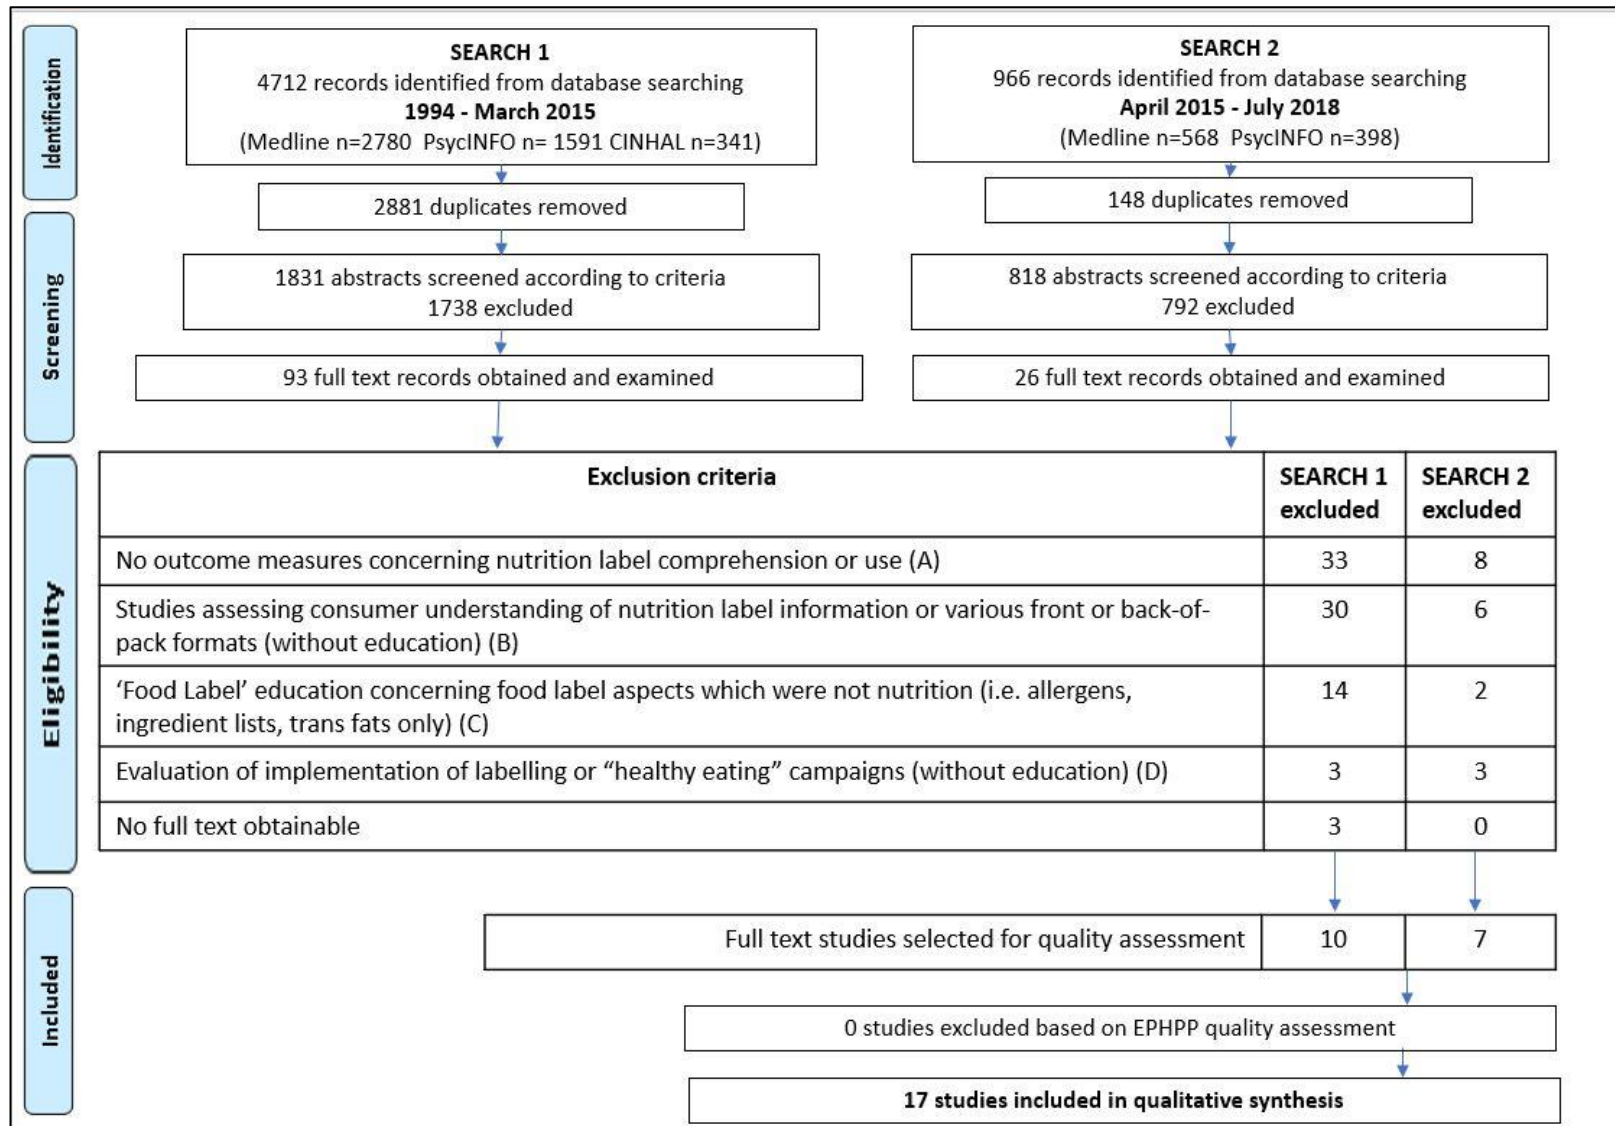 Identification
SEARCH 1
4712 records identified from database searching
1994 - March 2015
(Medline n=2780 PsycINFO n= 1591 CINHAL n=341)
SEARCH 2
966 records identified from database searching
April 2015 - July 2018
(Medline n=568 PsycINFO n=398)
2881 duplicates removed
148 duplicates removed
Screening
1831 abstracts screened according to criteria
1738 excluded
818 abstracts screened according to criteria
792 excluded
93 full text records obtained and examined
26 full text records obtained and examined
Eligibility
Exclusion criteria
SEARCH 1
excluded
SEARCH 2
excluded
No outcome measures concerning nutrition label comprehension or use (A) 33 8
Studies assessing consumer understanding of nutrition label information or various front or back-of-
pack formats (without education) (B)
30 6
‘Food Label’ education concerning food label aspects which were not nutrition (i.e. allergens,
ingredient lists, trans fats only) (C)
14 2
Evaluation of implementation of labelling or “healthy eating” campaigns (without education) (D) 3 3
No full text obtainable 3 0
Included
Full text studies selected for quality assessment 10 7
0 studies excluded based on EPHPP quality assessment
17 studies included in qualitative synthesis